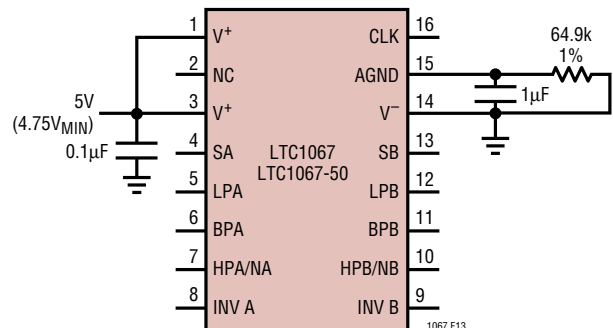 1
V+
2
NC
3
V+
4
SA
5
LPA
6
BPA
7
HPA/NA
8
INV A
5V
(4.75VMIN)
0.1µF
LTC1067
LTC1067-50
16
CLK
15
AGND
14
V–
13
SB
12
LPB
11
BPB
10
HPB/NB
9
INV B
64.9k
1%
1µF
1067 F13